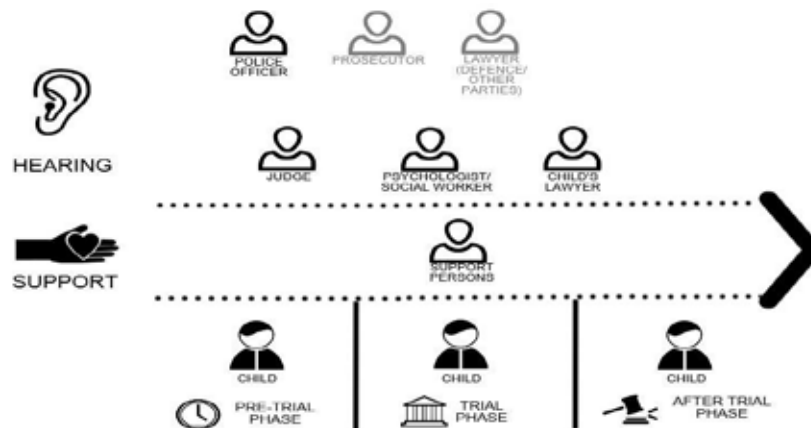 POLICE
OFFICER
PROSECUTOR
LAWYER
(DEFENCE/
OTHER
PARTIES)
HEARING
JUDGE
PSYCHOLOGIST/
SOCIAL WORKER
CHILD'S
LAWYER
SUPPORT
SUPPORT
PERSONS
CHILD
CHILD
CHILD
PRE-TRIAL
PHASE
TRIAL
PHASE
AFTER TRIAL
PHASE